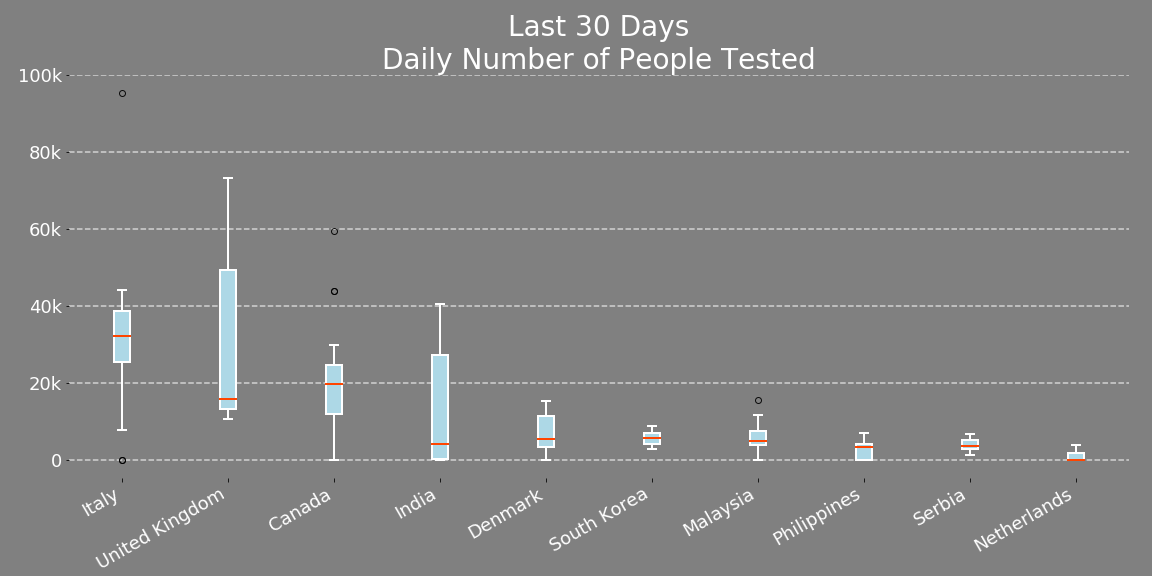 Last 30 Days
Daily Number of People Tested
100k
80k
60k
40k
20k
0
Italy
United Kingdom
Canada
India
Denmark
South Korea
Malaysia
Philippines
Serbia
Netherlands